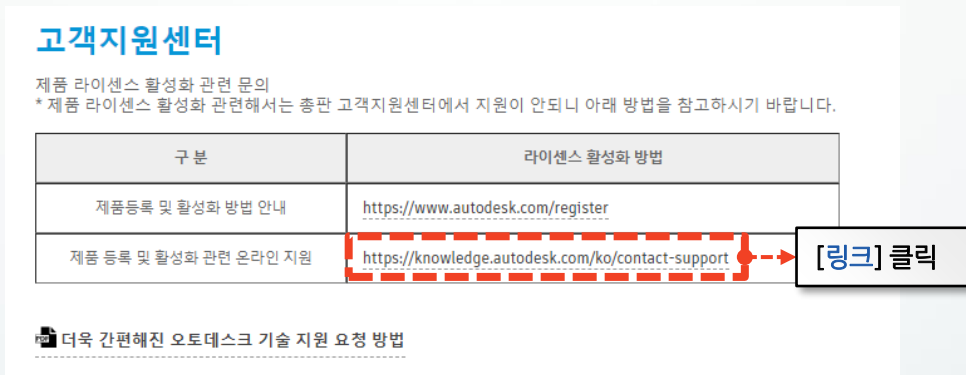 고객지원센터
제품 라이센스 활성화 관련 문의
* 제품 라이센스 활성화 관련해서는 총판 고객지원센터에서 지원이 안되니 아래 방법을 참고하시기 바랍니다.
구 분 라이센스 활성화 방법
제품등록 및 활성화 방법 안내 https://www.autodesk.com/register
제품 등록 및 활성화 관련 온라인 지원 https://knowledge.autodesk.com/ko/contact-support
[링크] 클릭
PDF 더욱 간편해진 오토데스크 기술 지원 요청 방법